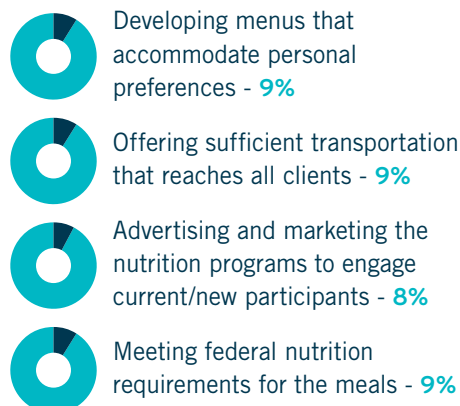 Developing menus that
accommodate personal
preferences - 9%
Offering sufficient transportation
that reaches all clients - 9%
Advertising and marketing the
nutrition programs to engage
current/new participants - 8%
Meeting federal nutrition
requirements for the meals - 9%